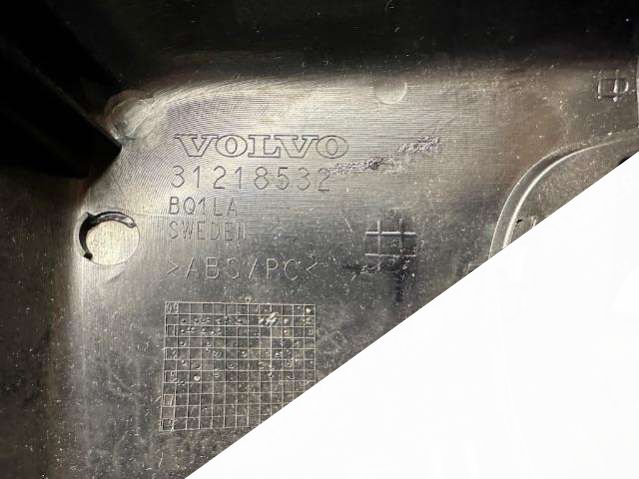 VOLVO
31218532
BQ1LA
SWEDEN
>ABS/PC<